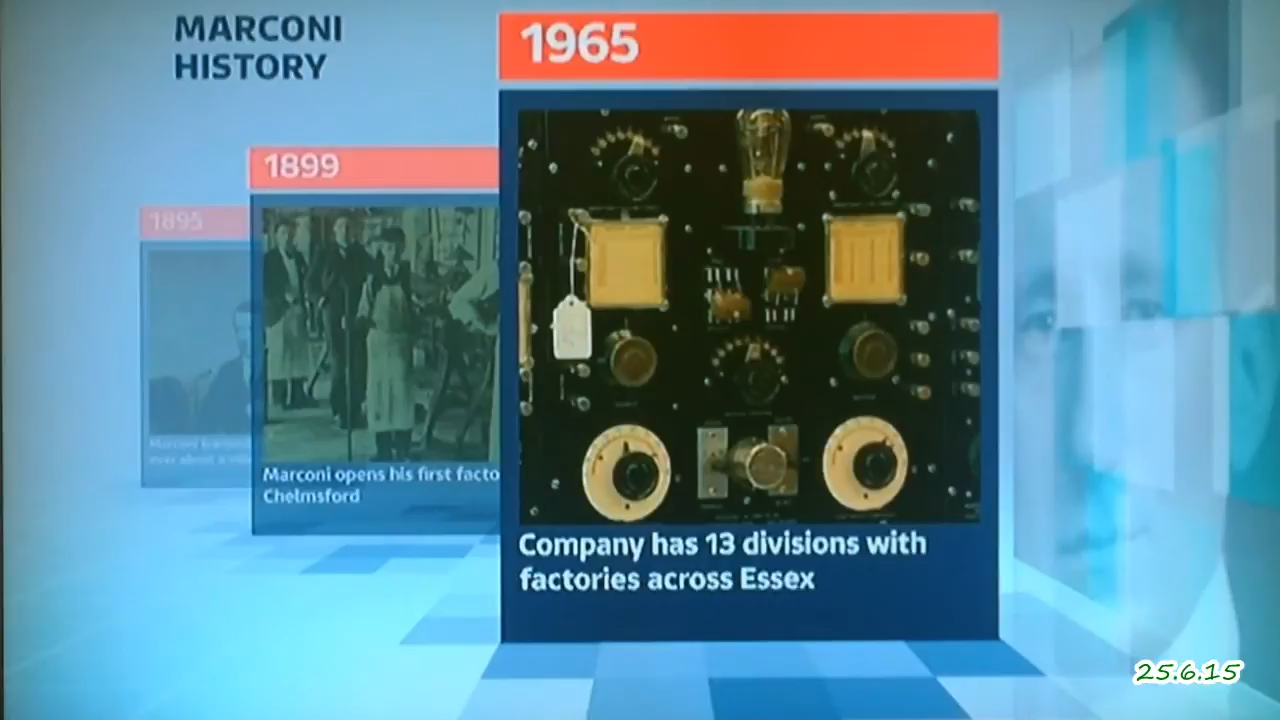 MARCONI
HISTORY
1965
1899
1895
Marconi opens his first facto
Chelmsford
Company has 13 divisions with
factories across Essex
25.6.15